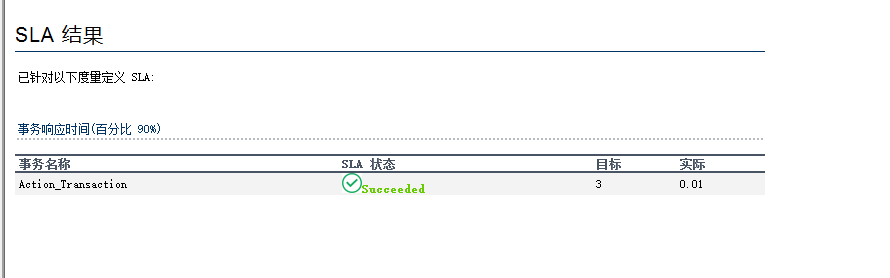 SLA 结果
已针对以下度量定义 SLA:
事务响应时间(百分比 90%)
事务名称 SLA 状态 目标 实际
Action_Transaction Succeeded 3 0.01